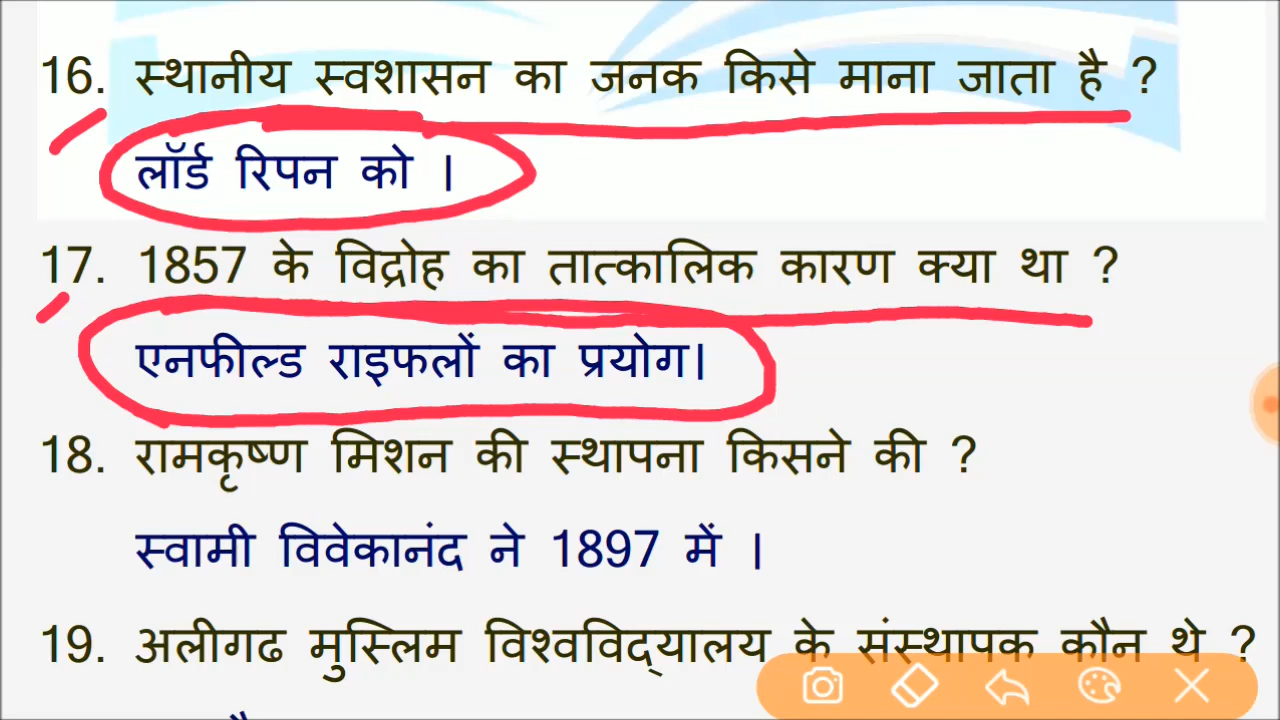 16. स्थानीय स्वशासन का जनक किसे माना जाता है ?
लॉर्ड रिपन को ।
17. 1857 के विद्रोह का तात्कालिक कारण क्या था ?
एनफील्ड राइफलों का प्रयोग।
18. रामकृष्ण मिशन की स्थापना किसने की ?
स्वामी विवेकानंद ने 1897 में ।
19. अलीगढ मुस्लिम विश्वविद्यालय के संस्थापक कौन थे ?